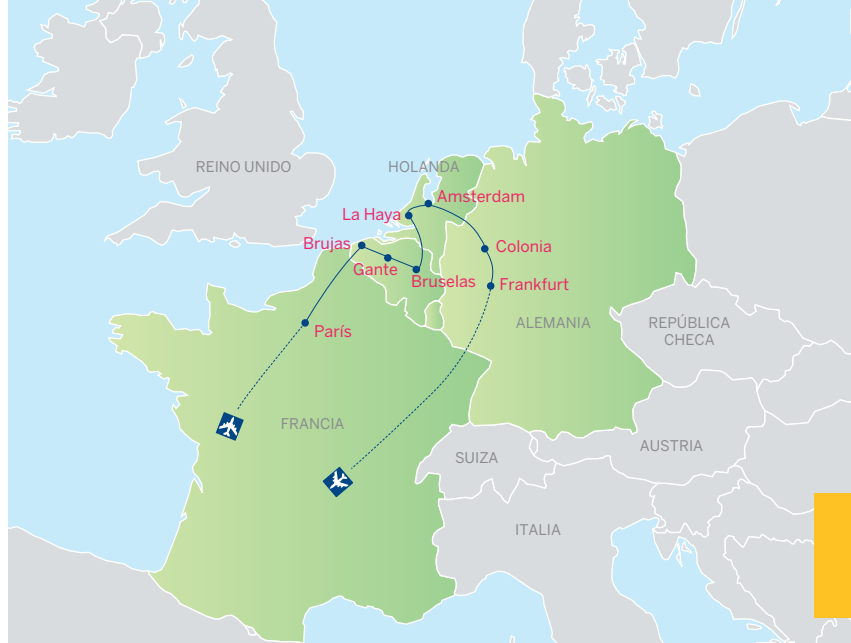 REINO UNIDO
HOLANDA
Amsterdam
La Haya
Brujas
Colonia
Gante
Bruselas
Frankfurt
París
ALEMANIA
REPÚBLICA
CHECA
FRANCIA
SUIZA
AUSTRIA
ITALIA